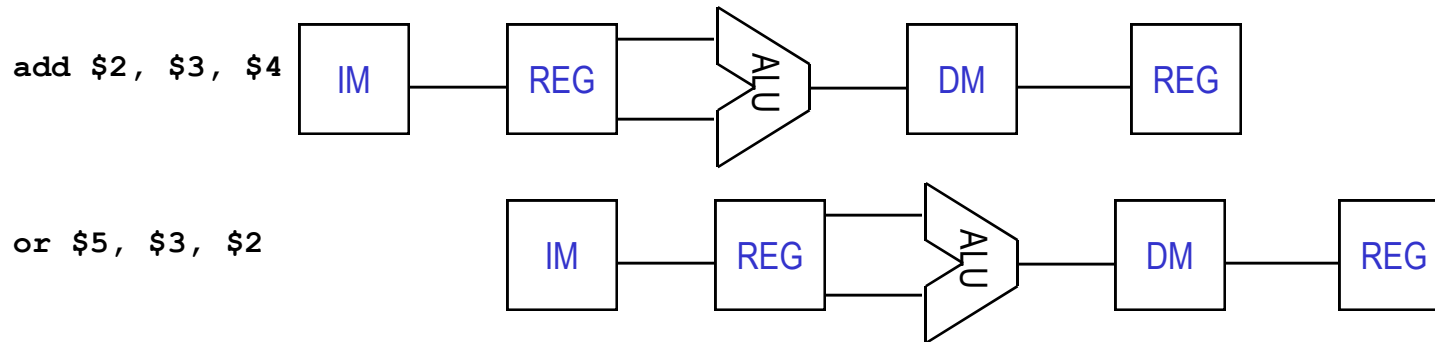 add $2, $3, $4 IM REG ALU DM REG
or $5, $3, $2 IM REG ALU DM REG